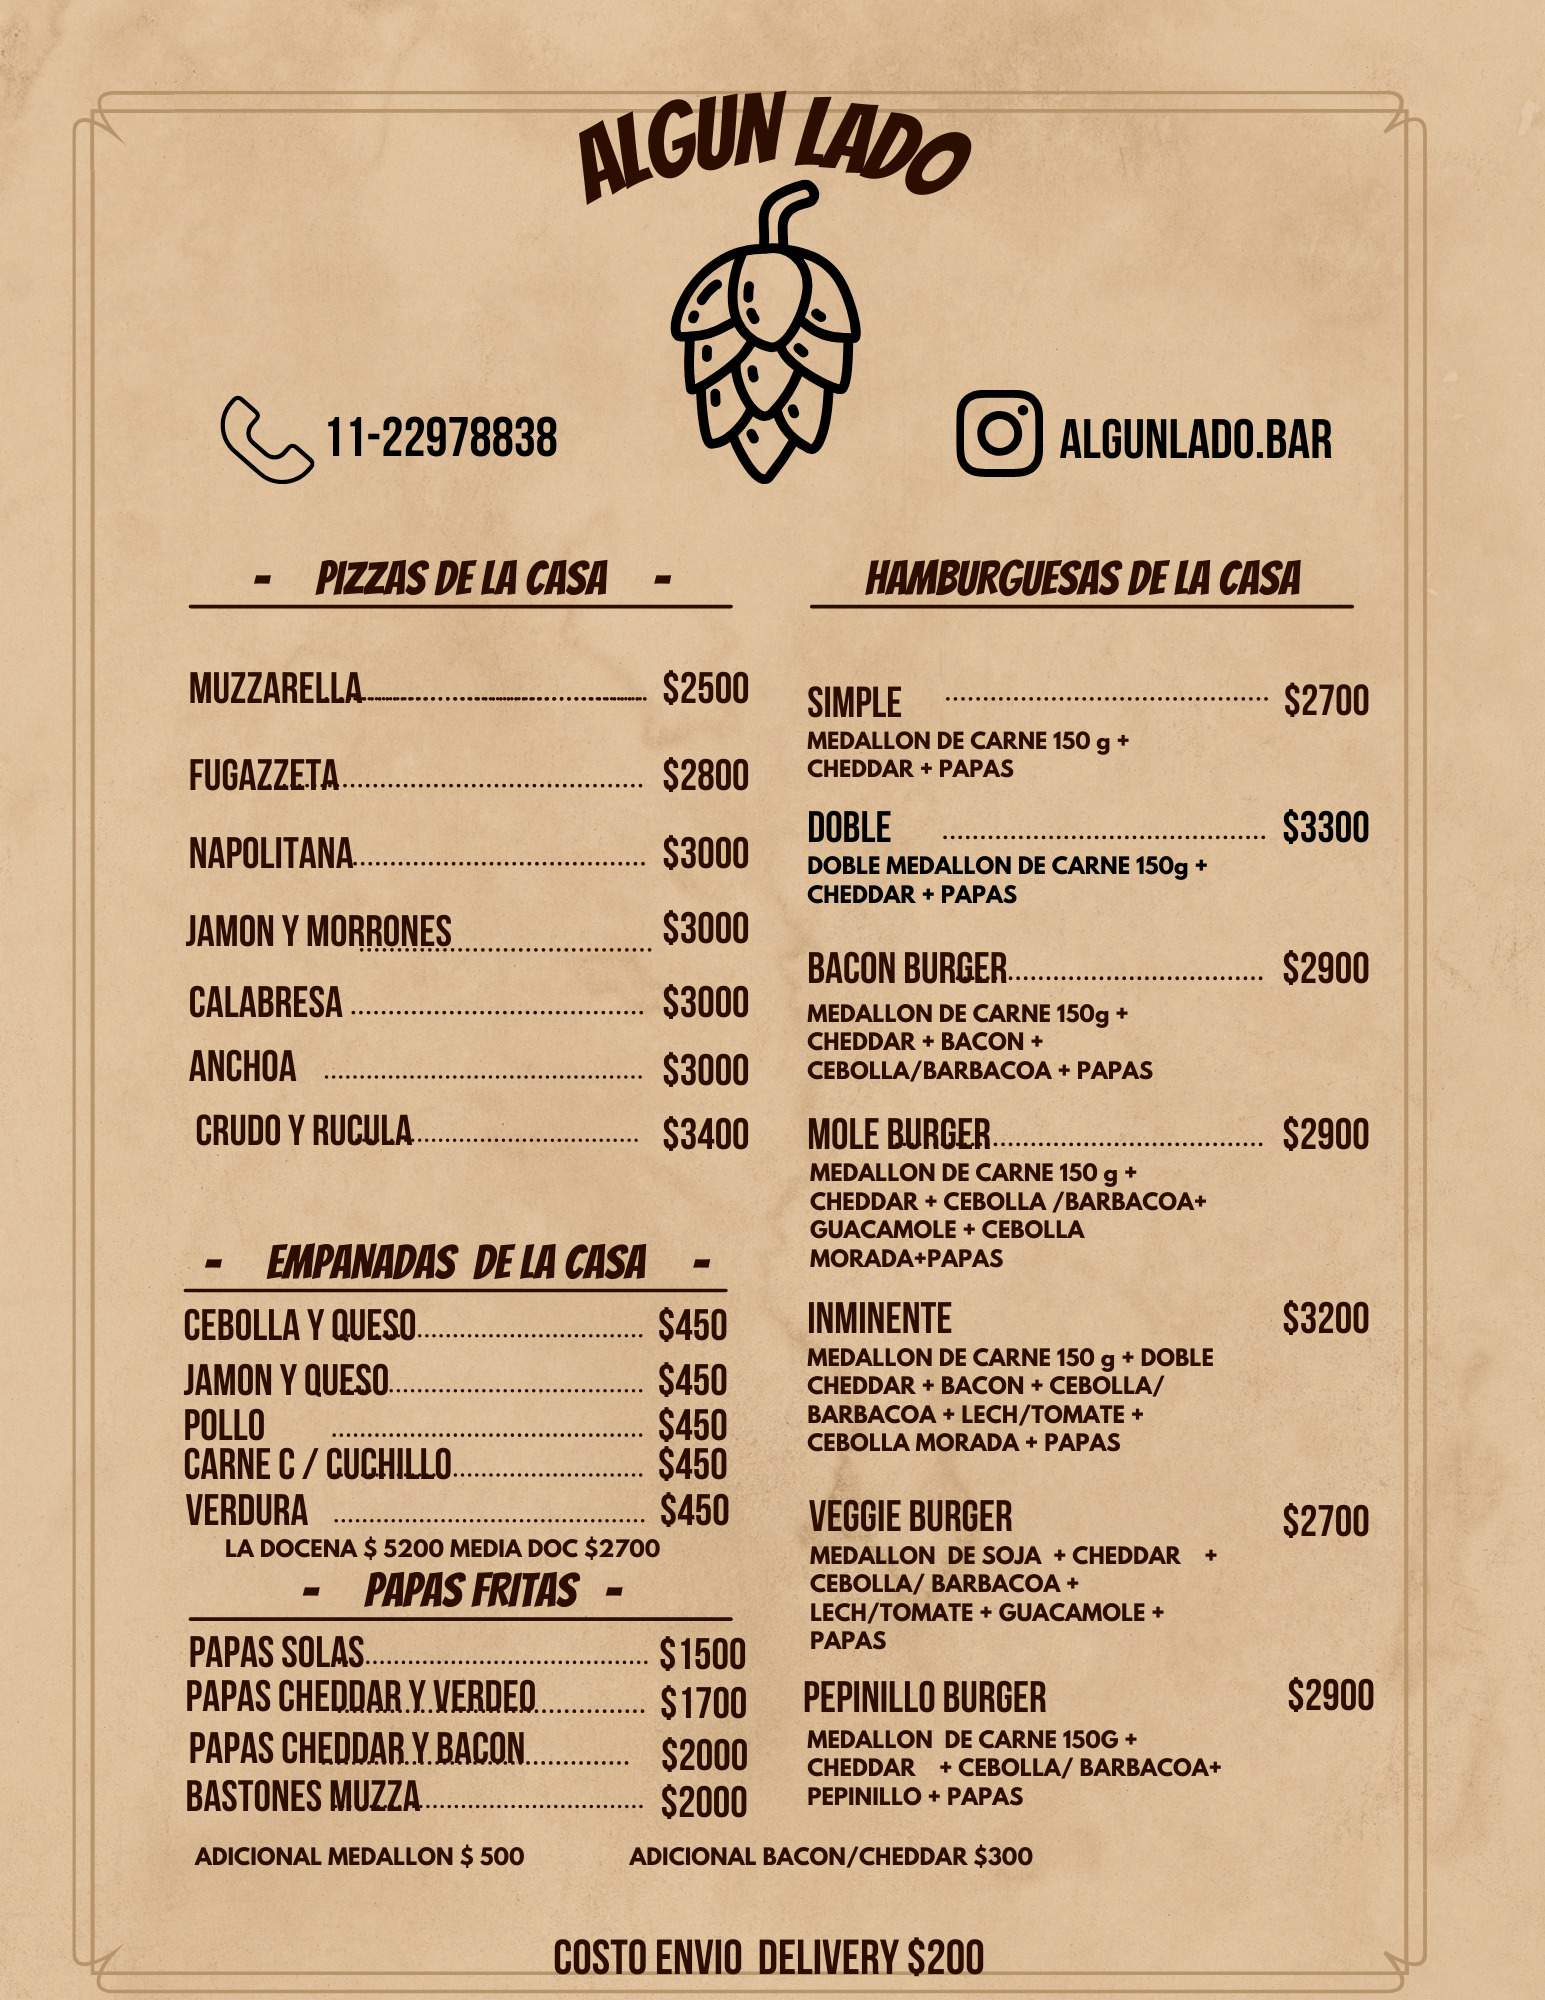 ALGUN LADO
11-22978838
ALGUNLADO.BAR
- PIZZAS DE LA CASA -
MUZZARELLA $2500
FUGAZZETA $2800
NAPOLITANA $3000
JAMON Y MORRONES $3000
CALABRESA $3000
ANCHOA $3000
CRUDO Y RUCULA $3400
- EMPANADAS DE LA CASA -
CEBOLLA Y QUESO $450
JAMON Y QUESO $450
POLLO $450
CARNE C / CUCHILLO $450
VERDURA $450
LA DOCENA $ 5200 MEDIA DOC $2700
- PAPAS FRITAS -
PAPAS SOLAS $1500
PAPAS CHEDDAR Y VERDEO $1700
PAPAS CHEDDAR Y BACON $2000
BASTONES MUZZA $2000
HAMBURGUESAS DE LA CASA
SIMPLE $2700
MEDALLON DE CARNE 150 g +
CHEDDAR + PAPAS
DOBLE $3300
DOBLE MEDALLON DE CARNE 150g +
CHEDDAR + PAPAS
BACON BURGER $2900
MEDALLON DE CARNE 150g +
CHEDDAR + BACON +
CEBOLLA/BARBACOA + PAPAS
MOLE BURGER $2900
MEDALLON DE CARNE 150 g +
CHEDDAR + CEBOLLA /BARBACOA+
GUACAMOLE + CEBOLLA
MORADA+PAPAS
INMINENTE $3200
MEDALLON DE CARNE 150 g + DOBLE
CHEDDAR + BACON + CEBOLLA/
BARBACOA + LECH/TOMATE +
CEBOLLA MORADA + PAPAS
VEGGIE BURGER $2700
MEDALLON DE SOJA + CHEDDAR +
CEBOLLA/ BARBACOA +
LECH/TOMATE + GUACAMOLE +
PAPAS
PEPINILLO BURGER $2900
MEDALLON DE CARNE 150G +
CHEDDAR + CEBOLLA/ BARBACOA+
PEPINILLO + PAPAS
ADICIONAL MEDALLON $ 500
ADICIONAL BACON/CHEDDAR $300
COSTO ENVIO DELIVERY $200